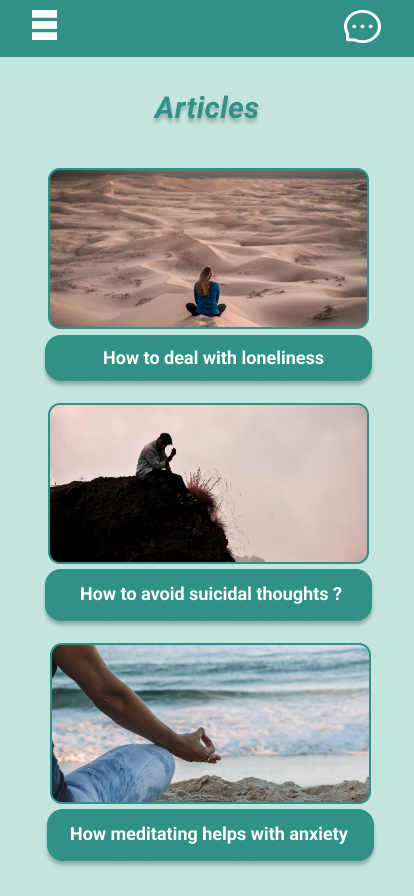 Articles
How to deal with loneliness
How to avoid suicidal thoughts ?
How meditating helps with anxiety